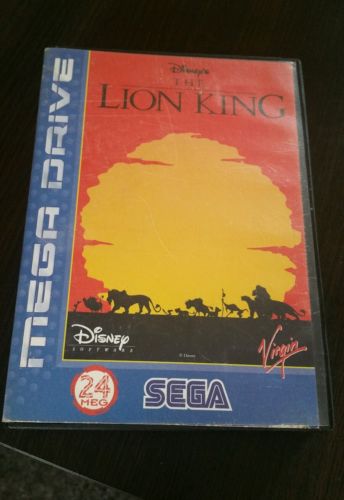 Disney's
THE
LION KING
MEGA DRIVE
Disney
SOFTWARE
© Disney
Virgin
24
MEG
SEGA